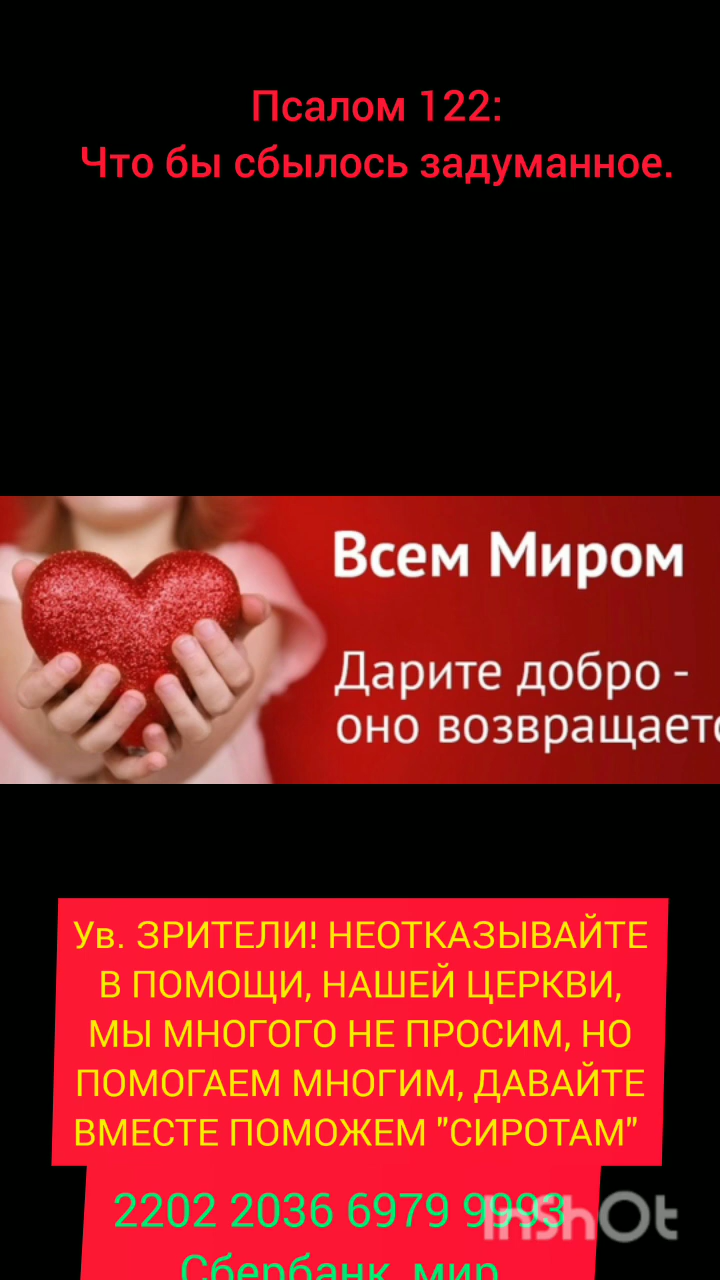 Псалом 122:
Что бы сбылось задуманное.
Всем Миром
Дарите добро -
оно возвращаетс
Ув. ЗРИТЕЛИ! НЕОТКАЗЫВАЙТЕ
В ПОМОЩИ, НАШЕЙ ЦЕРКВИ,
МЫ МНОГОГО НЕ ПРОСИМ, НО
ПОМОГАЕМ МНОГИМ, ДАВАЙТЕ
ВМЕСТЕ ПОМОЖЕМ "СИРОТАМ"
2202 2036 6979 9993
InShOt
Сбербанк мир